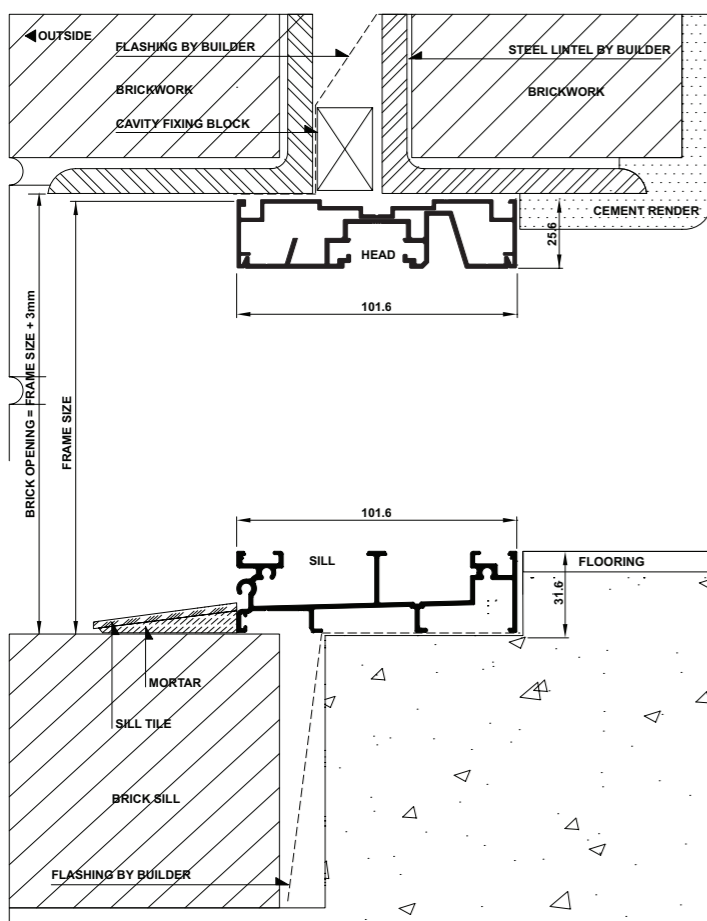 OUTSIDE
FLASHING BY BUILDER
STEEL LINTEL BY BUILDER
BRICKWORK
BRICKWORK
CAVITY FIXING BLOCK
CEMENT RENDER
25.6
HEAD
101.6
BRICK OPENING = FRAME SIZE + 3mm
FRAME SIZE
101.6
SILL
FLOORING
31.6
MORTAR
SILL TILE
BRICK SILL
FLASHING BY BUILDER